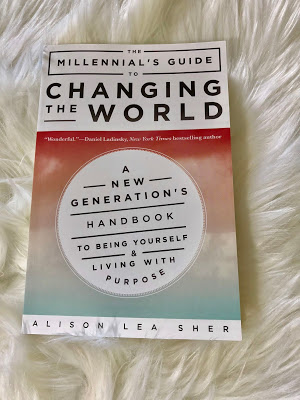 THE
MILLENNIAL'S GUIDE
TO
CHANGING
THE WORLD
"Wonderful."—Daniel Ladinsky, New York Times bestselling author
A
NEW
GENERATION'S
HANDBOOK
TO BEING YOURSELF
&
LIVING WITH
PURPOSE
ALISON LEA SHER